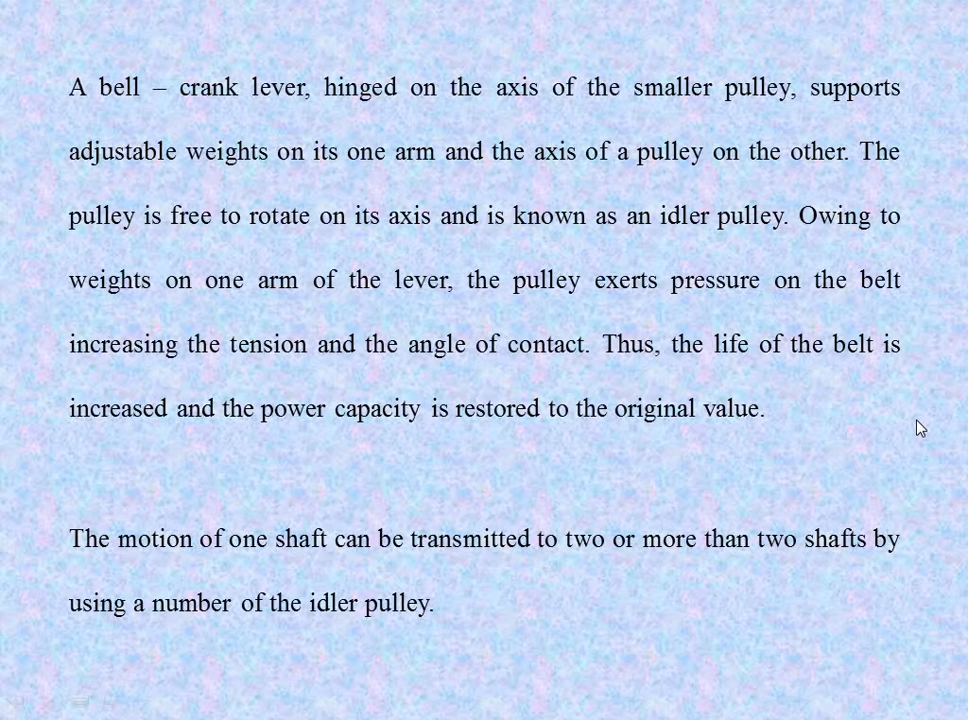 A bell – crank lever, hinged on the axis of the smaller pulley, supports
adjustable weights on its one arm and the axis of a pulley on the other. The
pulley is free to rotate on its axis and is known as an idler pulley. Owing to
weights on one arm of the lever, the pulley exerts pressure on the belt
increasing the tension and the angle of contact. Thus, the life of the belt is
increased and the power capacity is restored to the original value.
The motion of one shaft can be transmitted to two or more than two shafts by
using a number of the idler pulley.